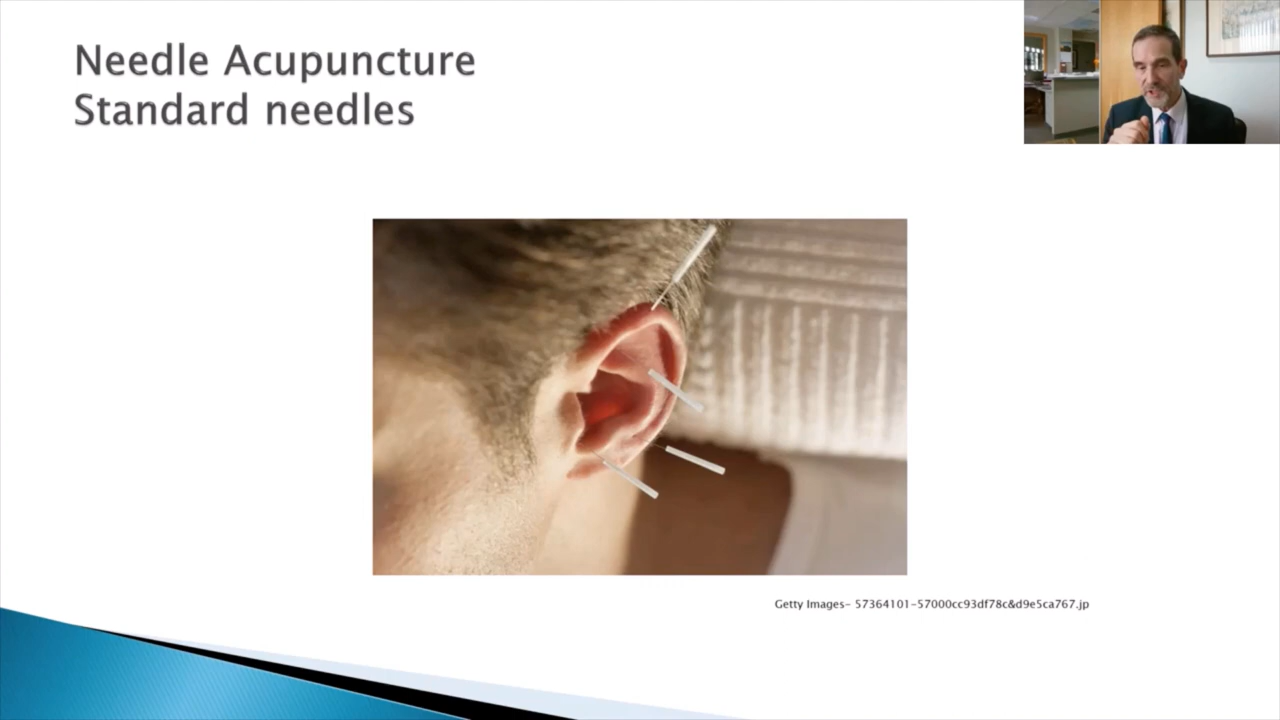 Needle Acupuncture
Standard needles
Getty Images- 57364101-57000cc93df78c&d9e5ca767.jp